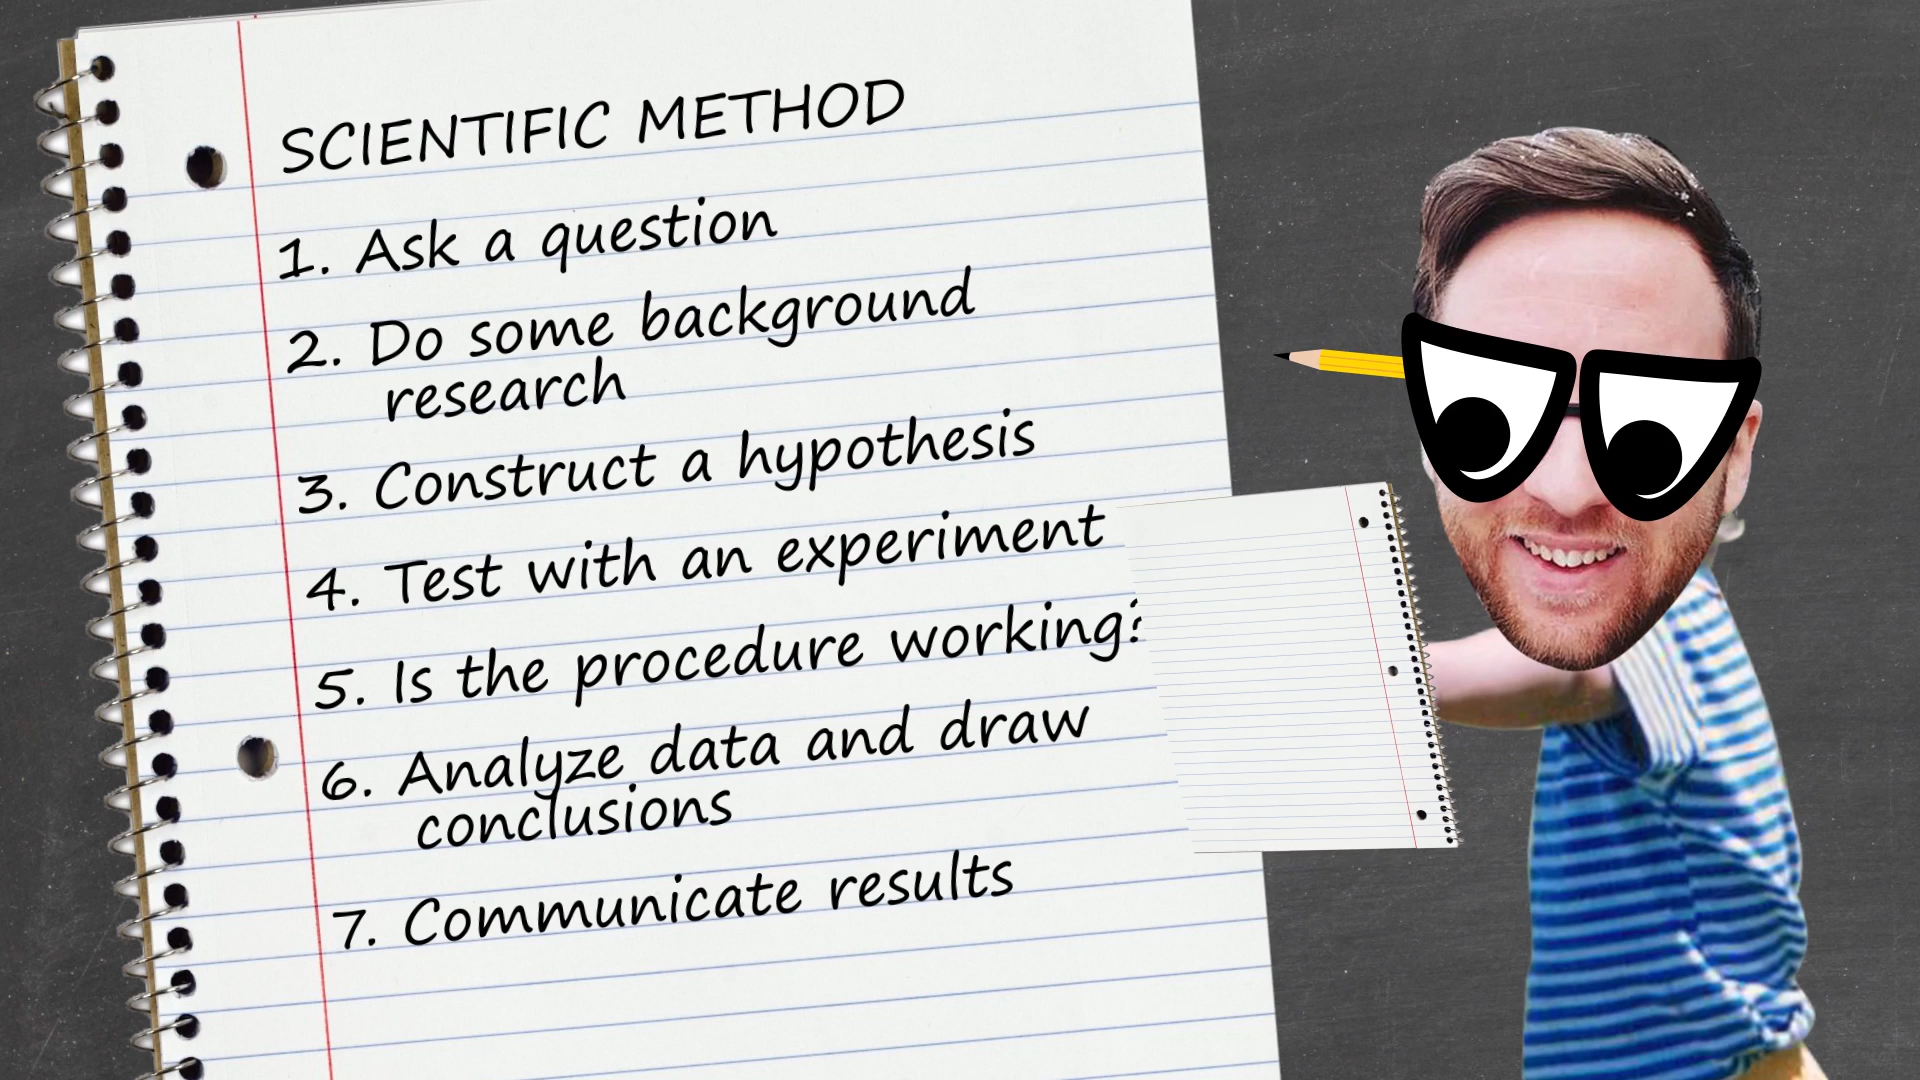 SCIENTIFIC METHOD
1. Ask a question
2. Do some background
research
3. Construct a hypothesis
4. Test with an experiment
5. Is the procedure working?
6. Analyze data and draw
conclusions
7. Communicate results